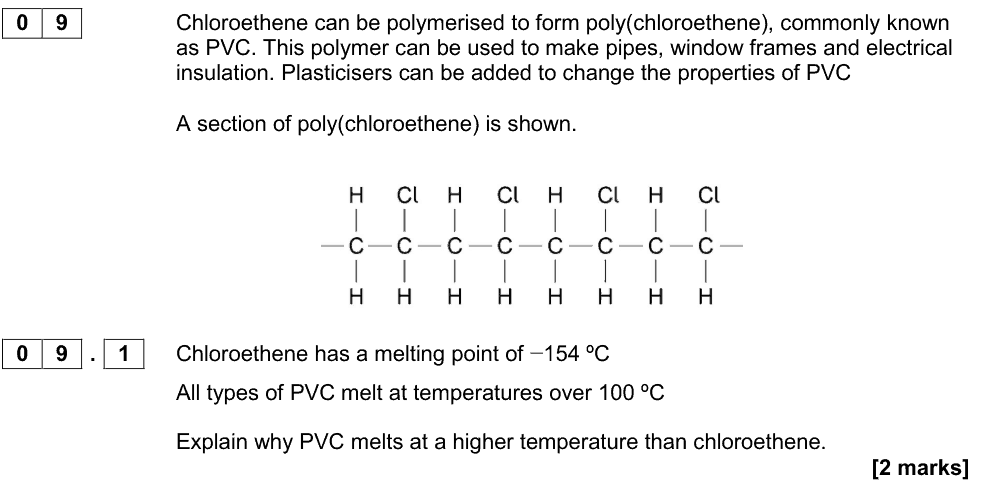 0 9 Chloroethene can be polymerised to form poly(chloroethene), commonly known
as PVC. This polymer can be used to make pipes, window frames and electrical
insulation. Plasticisers can be added to change the properties of PVC
A section of poly(chloroethene) is shown.
H Cl H Cl H Cl H Cl
C C C C C C C C
H H H H H H H H
0 9 . 1 Chloroethene has a melting point of −154 ºC
All types of PVC melt at temperatures over 100 ºC
Explain why PVC melts at a higher temperature than chloroethene.
[2 marks]